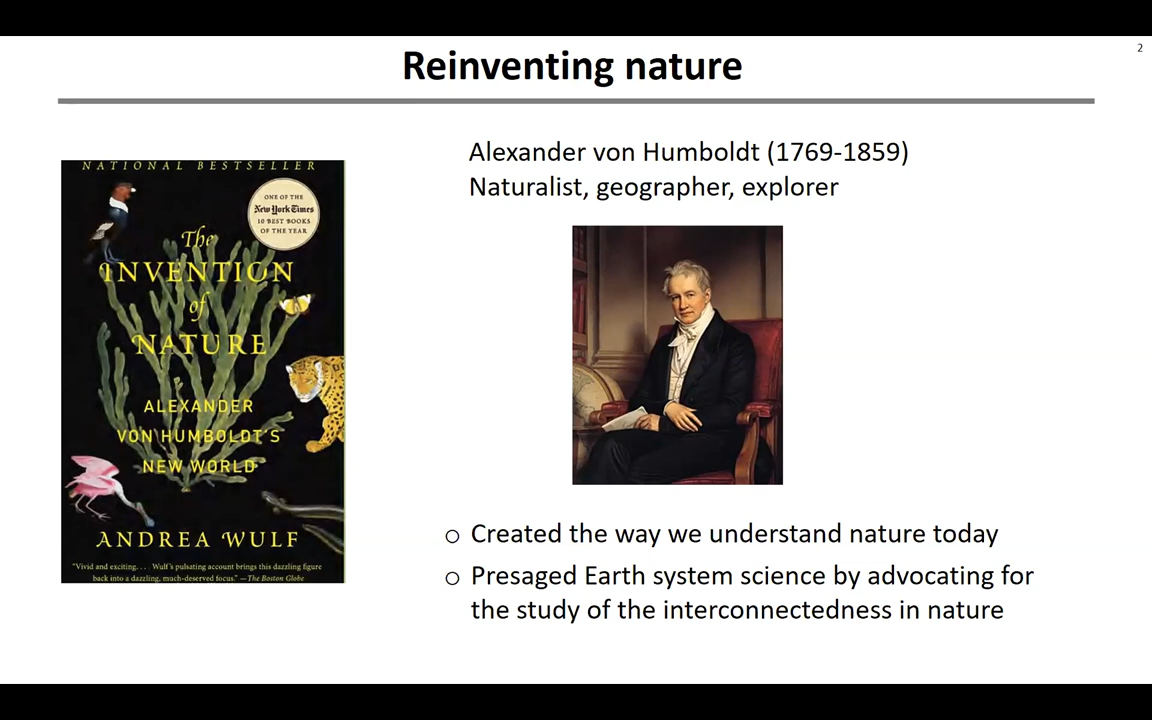 2
Reinventing nature
NATIONAL BESTSELLER
ONE OF THE
New York Times
10 BEST BOOKS
OF THE YEAR
The
INVENTION
of
NATURE
ALEXANDER
VON HUMBOLDT'S
NEW WORLD
ANDREA WULF
"Vivid and exciting. . . . Wulf's pulsating account brings this dazzling figure
back into a dazzling, much-deserved focus." —The Boston Globe
Alexander von Humboldt (1769-1859)
Naturalist, geographer, explorer
o Created the way we understand nature today
o Presaged Earth system science by advocating for
the study of the interconnectedness in nature